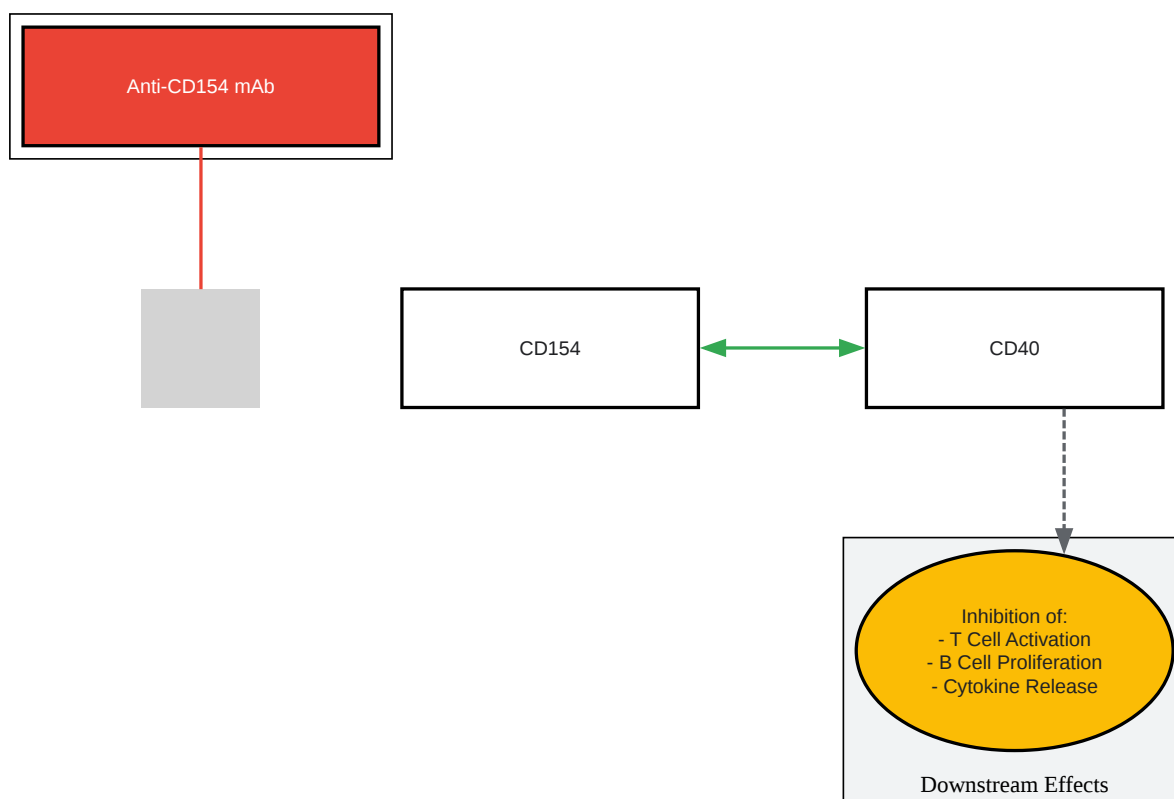 Anti-CD154 mAb
CD154
CD40
Inhibition of:
- T Cell Activation
- B Cell Proliferation
- Cytokine Release
Downstream Effects